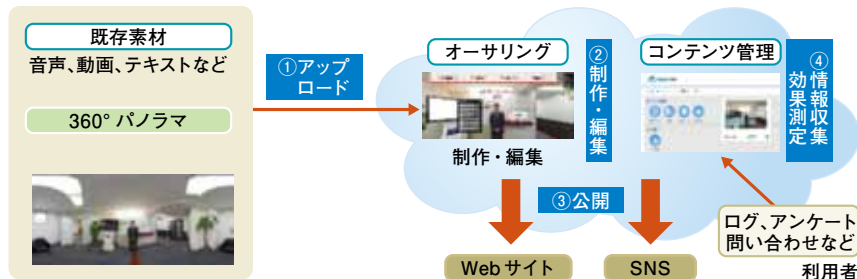 既存素材
音声、動画、テキストなど
360° パノラマ
①アップ
ロード
オーサリング
制作・編集
②制作・編集
コンテンツ管理
④情報収集
効果測定
③公開
Webサイト
SNS
ログ、アンケート
問い合わせなど
利用者